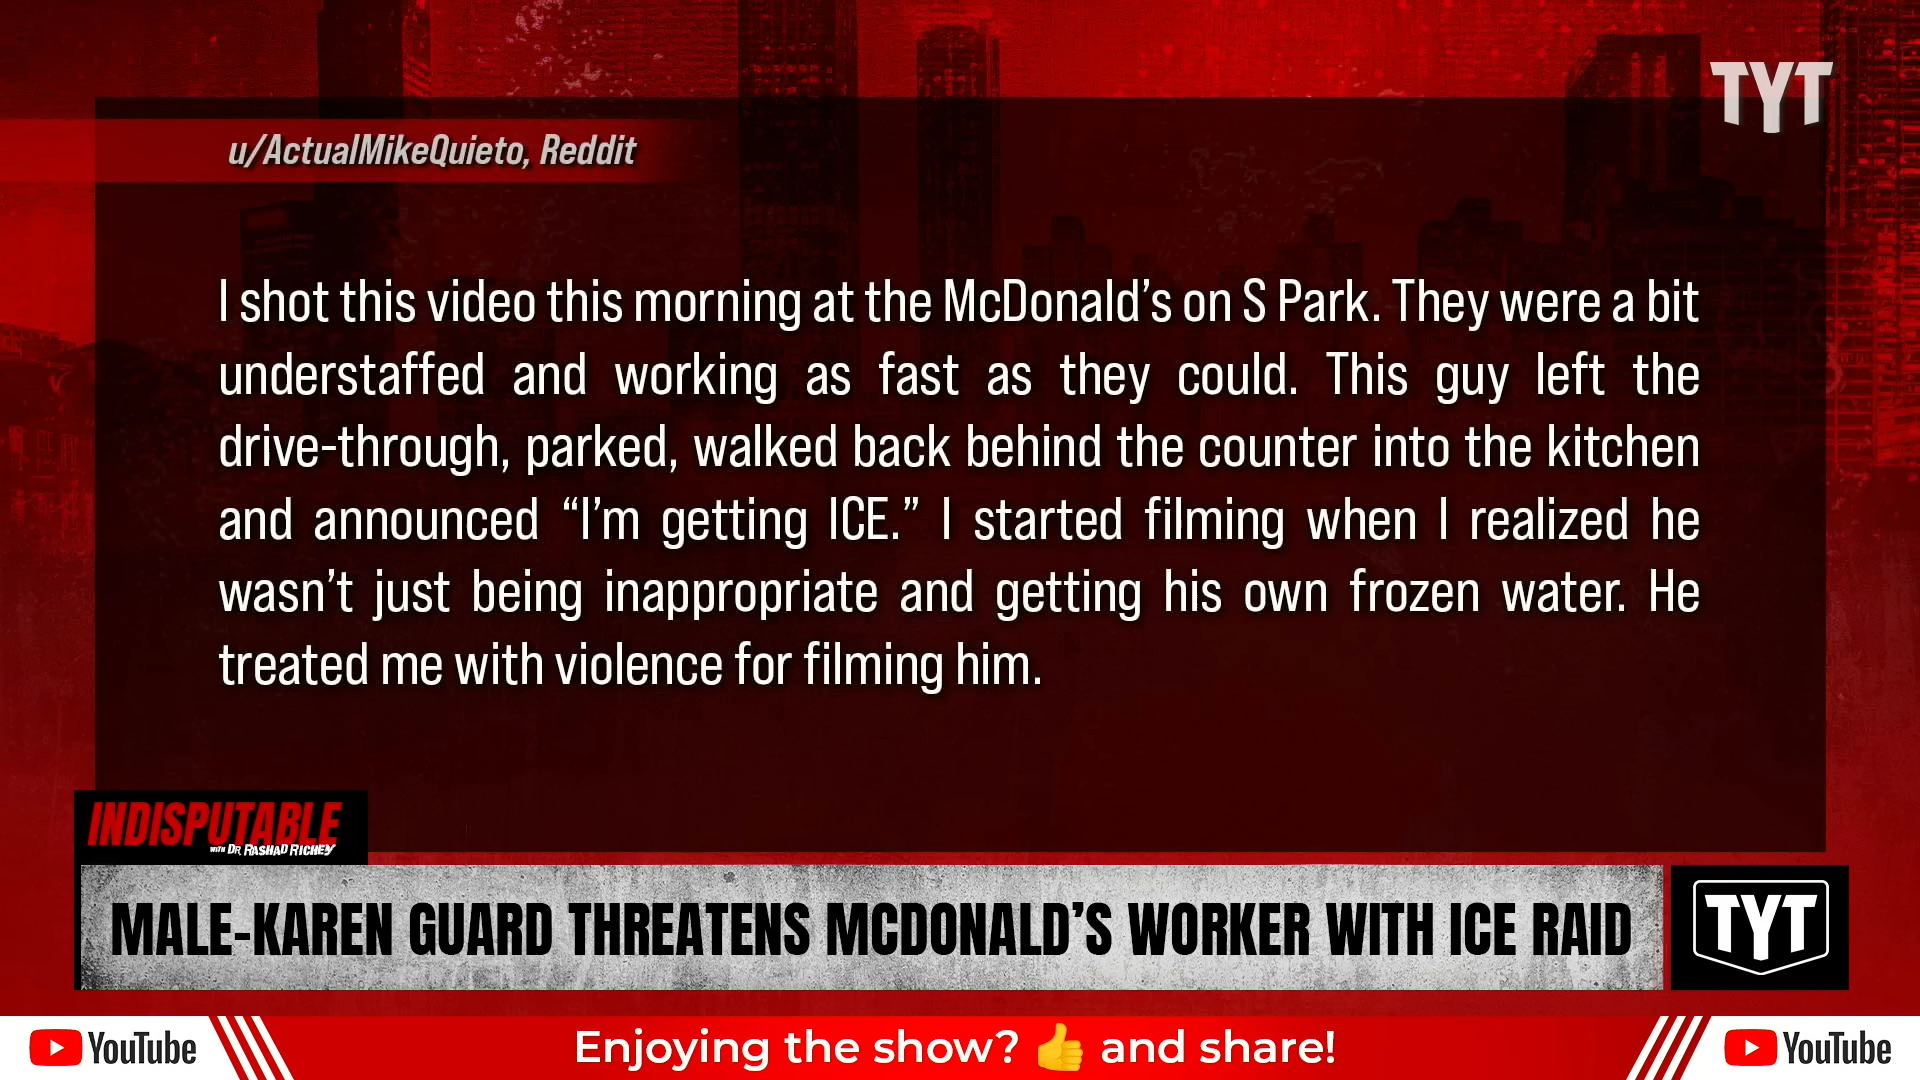 TYT
u/ActualMikeQuieto, Reddit
I shot this video this morning at the McDonald’s on S Park. They were a bit
understaffed and working as fast as they could. This guy left the
drive-through, parked, walked back behind the counter into the kitchen
and announced “I’m getting ICE.” I started filming when I realized he
wasn’t just being inappropriate and getting his own frozen water. He
treated me with violence for filming him.
INDISPUTABLE
WITH DR RASHAD RICHEY
MALE-KAREN GUARD THREATENS MCDONALD’S WORKER WITH ICE RAID
TYT
YouTube
Enjoying the show? 👍 and share!
YouTube